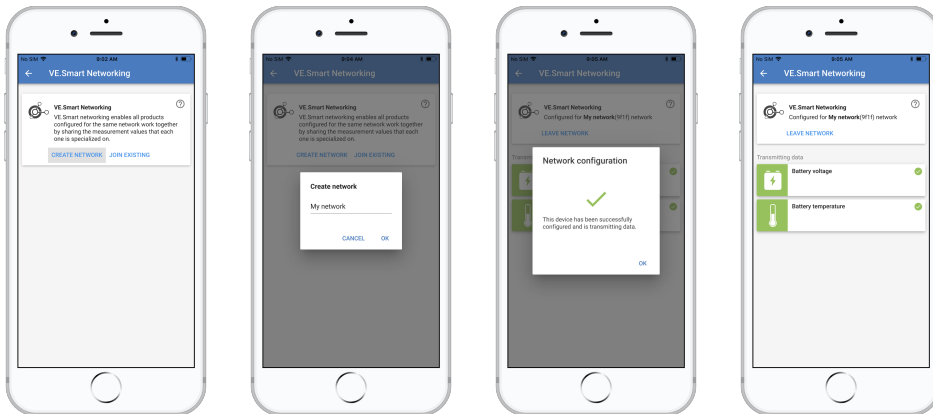 No SIM 9:02 AM
VE.Smart Networking
VE.Smart Networking
VE.Smart networking enables all products
configured for the same network work together
by sharing the measurement values that each
one is specialized on.
CREATE NETWORK JOIN EXISTING
No SIM 9:04 AM
VE.Smart Networking
VE.Smart Networking
VE.Smart networking enables all products
configured for the same network work together
by sharing the measurement values that each
one is specialized on.
CREATE NETWORK JOIN EXISTING
Create network
My network
CANCEL OK
No SIM 9:05 AM
VE.Smart Networking
VE.Smart Networking
Configured for My network(9f1f) network
LEAVE NETWORK
Network configuration
This device has been successfully
configured and is transmitting data.
OK
No SIM 9:05 AM
VE.Smart Networking
VE.Smart Networking
Configured for My network(9f1f) network
LEAVE NETWORK
Transmitting data
Battery voltage
Battery temperature